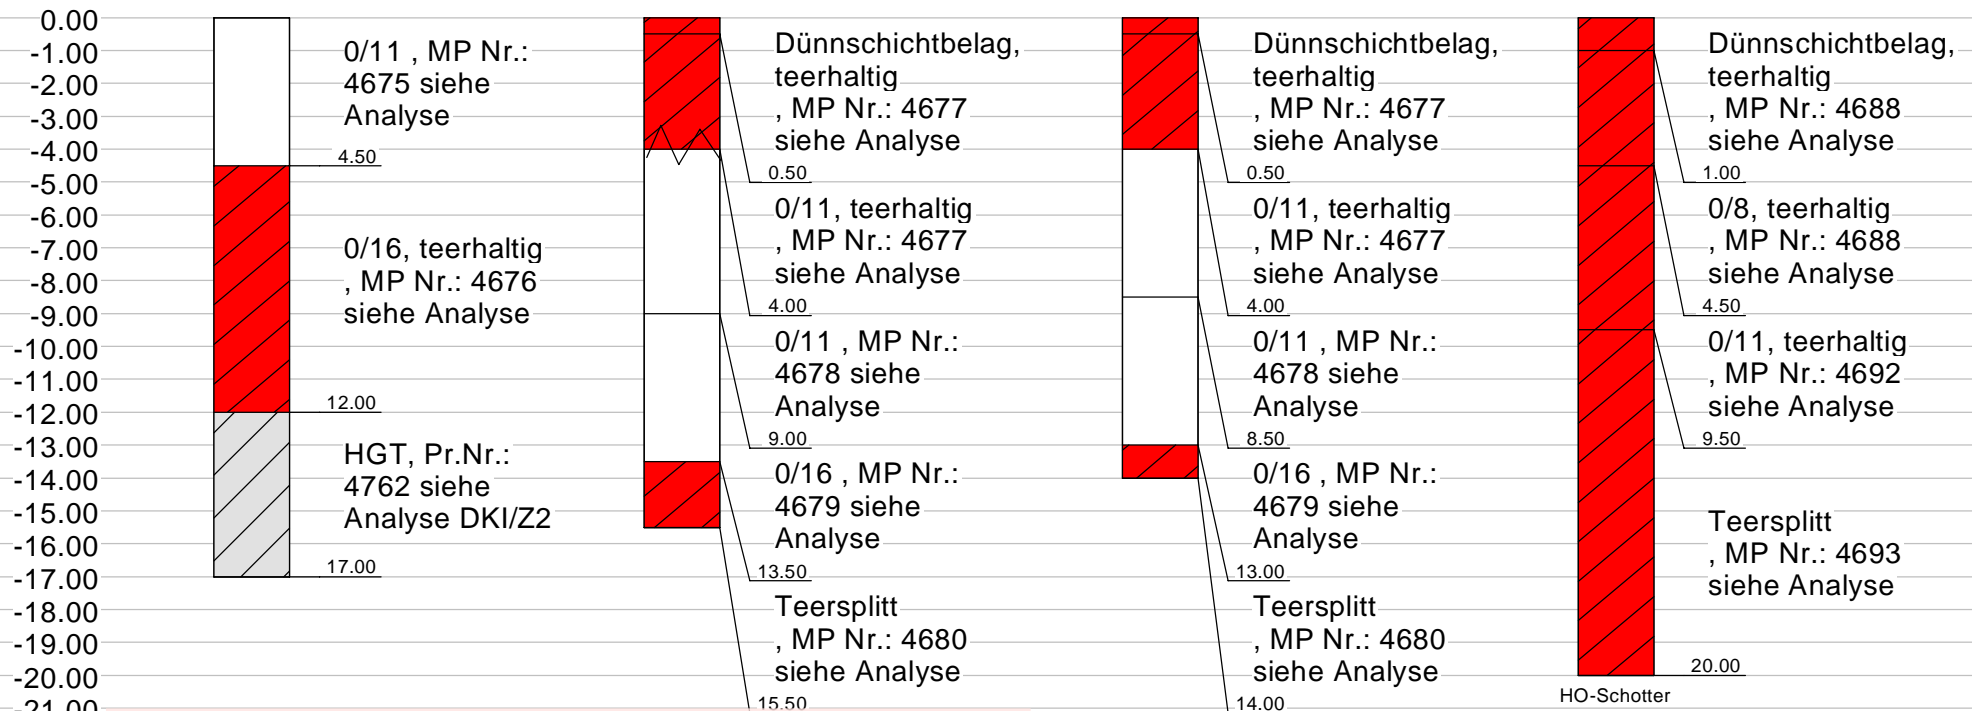 0.00
-1.00
-2.00
-3.00
-4.00
-5.00
-6.00
-7.00
-8.00
-9.00
-10.00
-11.00
-12.00
-13.00
-14.00
-15.00
-16.00
-17.00
-18.00
-19.00
-20.00
-21.00
0/11 , MP Nr.:
4675 siehe
Analyse
4.50
0/16, teerhaltig
, MP Nr.: 4676
siehe Analyse
12.00
HGT, Pr.Nr.:
4762 siehe
Analyse DKI/Z2
17.00
Dünnschichtbelag,
teerhaltig
, MP Nr.: 4677
siehe Analyse
0.50
0/11, teerhaltig
, MP Nr.: 4677
siehe Analyse
4.00
0/11 , MP Nr.:
4678 siehe
Analyse
9.00
0/16 , MP Nr.:
4679 siehe
Analyse
13.50
Teersplitt
, MP Nr.: 4680
siehe Analyse
15.50
Dünnschichtbelag,
teerhaltig
, MP Nr.: 4677
siehe Analyse
0.50
0/11, teerhaltig
, MP Nr.: 4677
siehe Analyse
4.00
0/11 , MP Nr.:
4678 siehe
Analyse
8.50
0/16 , MP Nr.:
4679 siehe
Analyse
13.00
Teersplitt
, MP Nr.: 4680
siehe Analyse
14.00
Dünnschichtbelag,
teerhaltig
, MP Nr.: 4688
siehe Analyse
1.00
0/8, teerhaltig
, MP Nr.: 4688
siehe Analyse
4.50
0/11, teerhaltig
, MP Nr.: 4692
siehe Analyse
9.50
Teersplitt
, MP Nr.: 4693
siehe Analyse
20.00
HO-Schotter